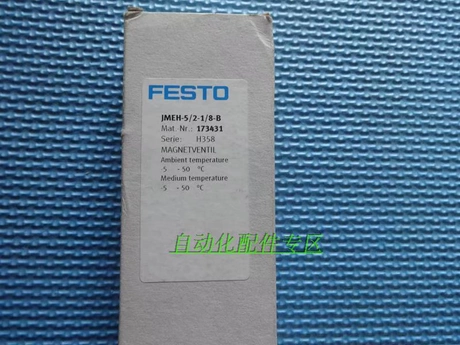 FESTO
JMEH-5/2-1/8-B
Mat. Nr.: 173431
Serie: H358
MAGNETVENTIL
Ambient temperature
-5 - 50 °C
Medium temperature
-5 - 50 °C
自动化配件专区